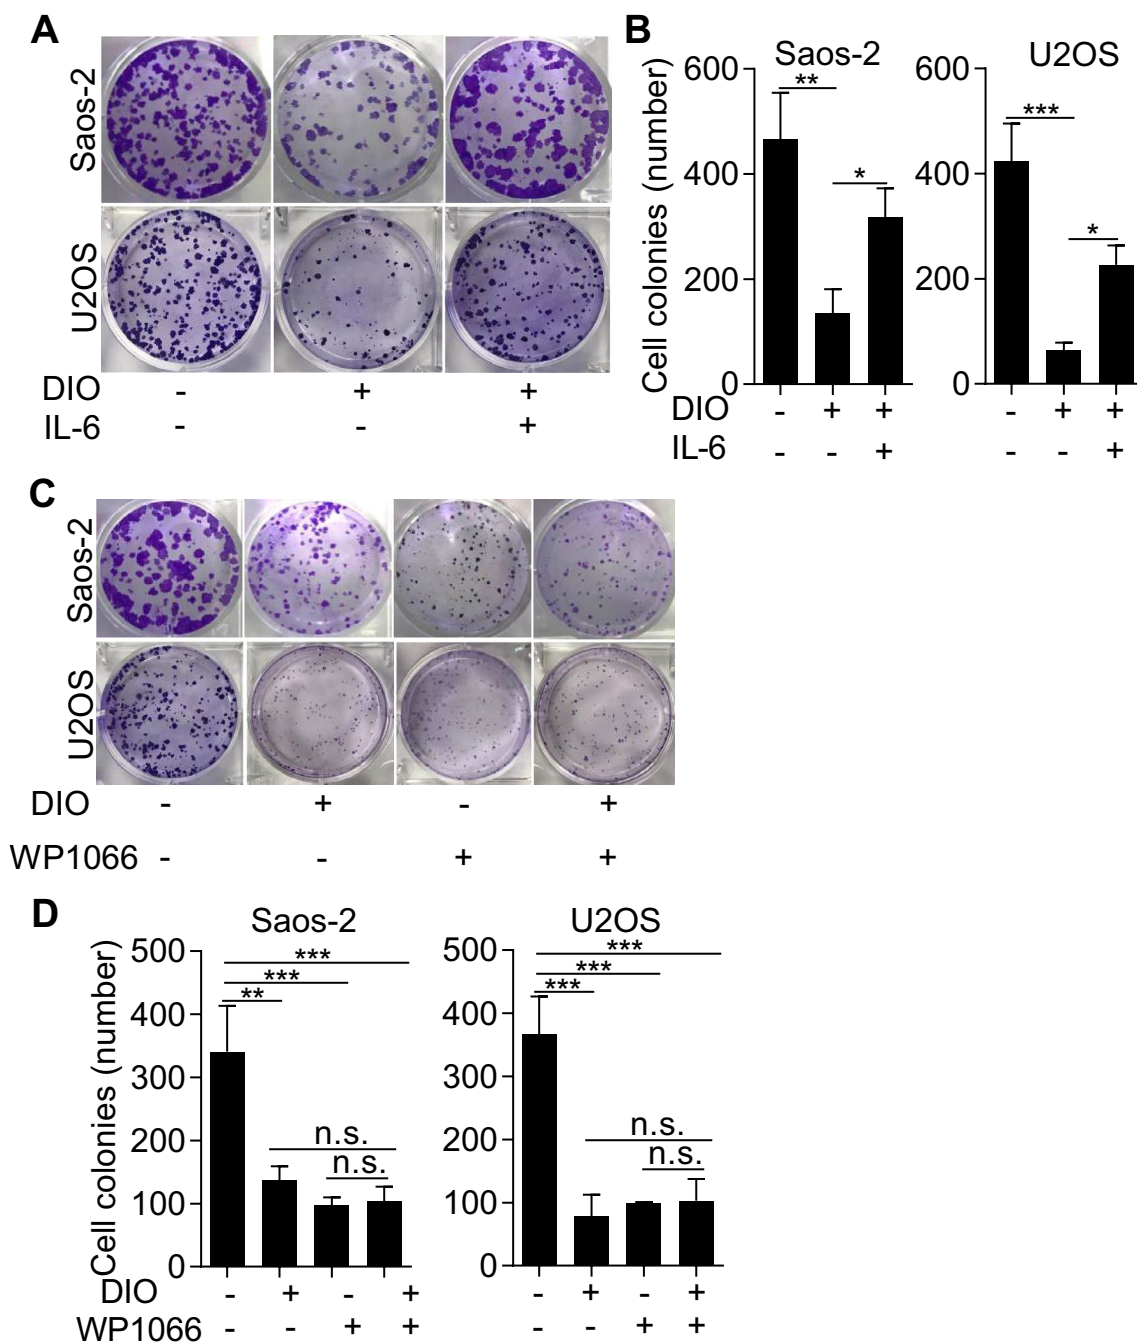 A
Saos-2
U2OS
DIO - + +
IL-6 - - +
B
Saos-2
U2OS
Cell colonies (number)
600
400
200
0
600
400
200
0
** *
*** *
DIO - + + - + +
IL-6 - - + - - +
C
Saos-2
U2OS
DIO - + - +
WP1066 - - + +
D
Saos-2
U2OS
Cell colonies (number)
500
400
300
200
100
0
***
***
**
n.s.
n.s.
500
400
300
200
100
0
***
***
***
n.s.
n.s.
DIO - + - + - + - +
WP1066 - - + + - - + +